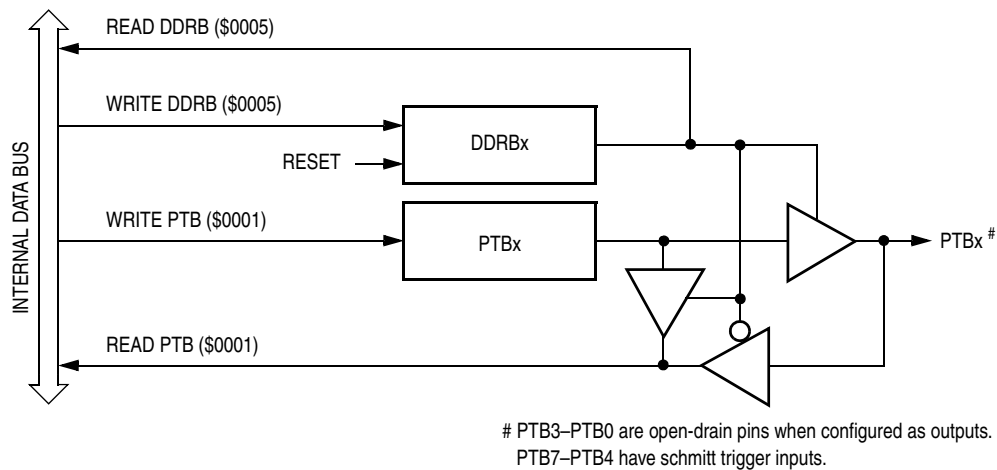 READ DDRB ($0005)
WRITE DDRB ($0005)
DDRBx
RESET
INTERNAL DATA BUS
WRITE PTB ($0001)
PTBx
PTBx #
READ PTB ($0001)
# PTB3–PTB0 are open-drain pins when configured as outputs.
PTB7–PTB4 have schmitt trigger inputs.